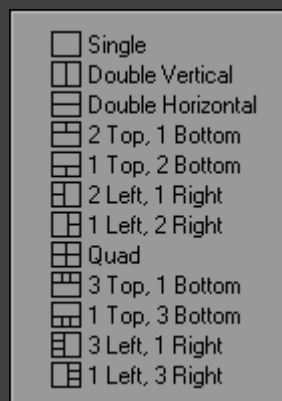 Single
Double Vertical
Double Horizontal
2 Top, 1 Bottom
1 Top, 2 Bottom
2 Left, 1 Right
1 Left, 2 Right
Quad
3 Top, 1 Bottom
1 Top, 3 Bottom
3 Left, 1 Right
1 Left, 3 Right